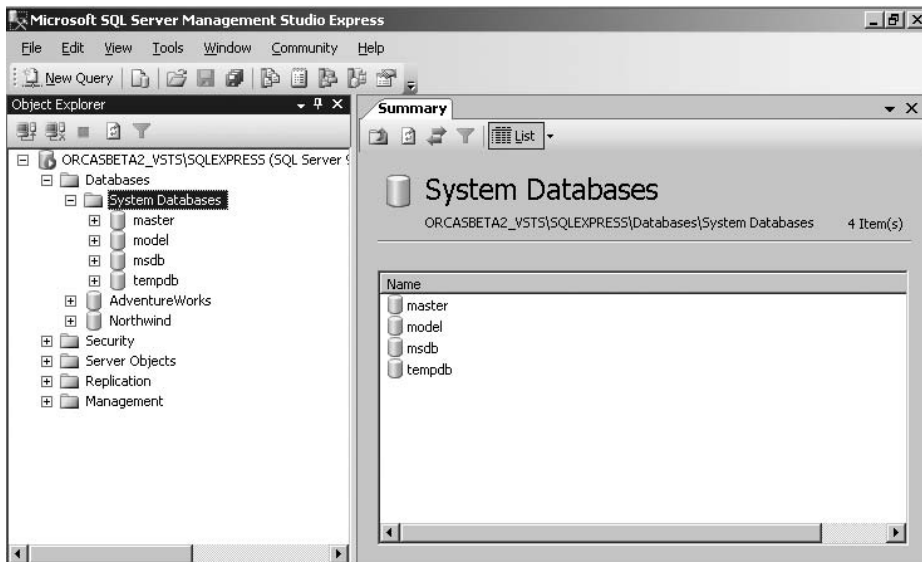 Microsoft SQL Server Management Studio Express
File Edit View Tools Window Community Help
New Query
Object Explorer
ORCASBETA2_VSTS\SQLEXPRESS (SQL Server 9
Databases
System Databases
master
model
msdb
tempdb
AdventureWorks
Northwind
Security
Server Objects
Replication
Management
Summary
List
System Databases
ORCASBETA2_VSTS\SQLEXPRESS\Databases\System Databases 4 Item(s)
Name
master
model
msdb
tempdb